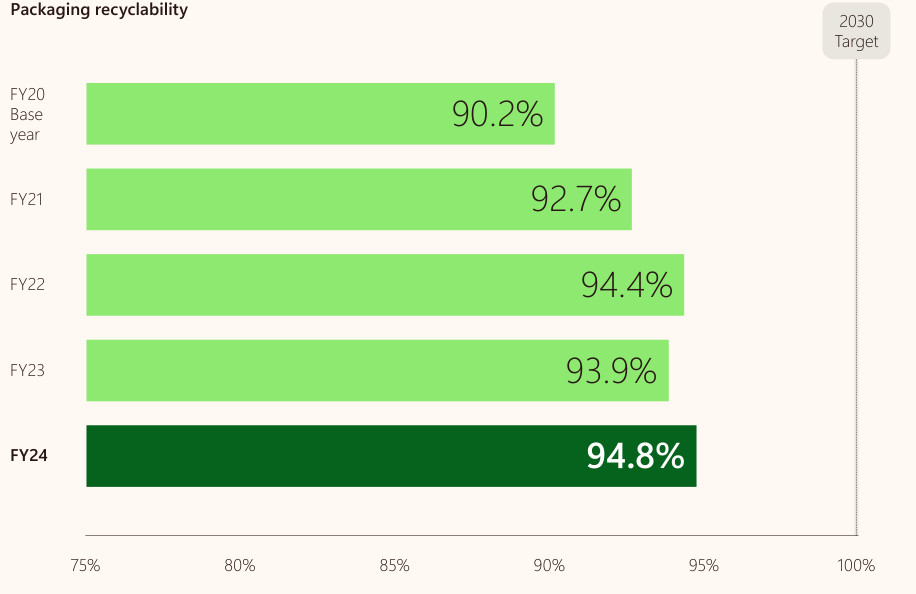 Packaging recyclability
2030
Target
FY20
Base
year
90.2%
FY21
92.7%
FY22
94.4%
FY23
93.9%
FY24
94.8%
75%
80%
85%
90%
95%
100%